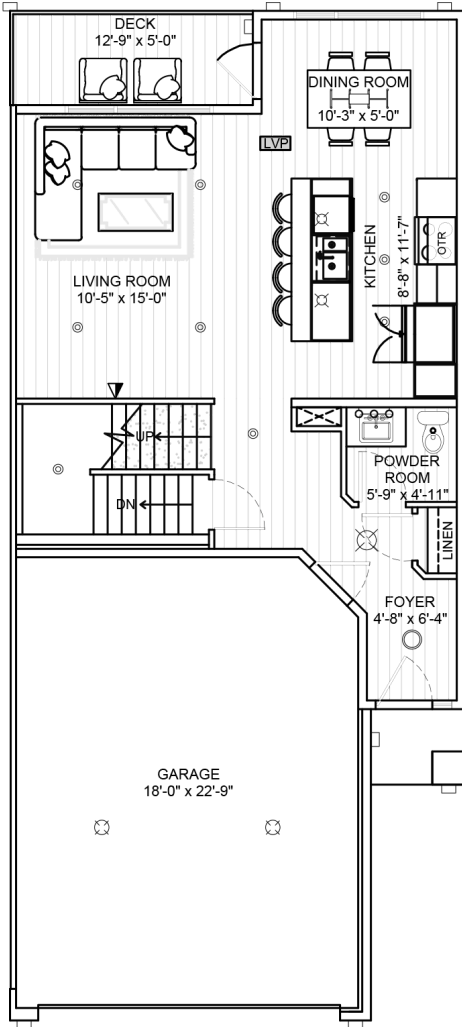 DECK
12'-9" x 5'-0"
DINING ROOM
10'-3" x 5'-0"
LVP
KITCHEN
8'-8" x 11'-7"
OTR
LIVING ROOM
10'-5" x 15'-0"
UP
DN
POWDER
ROOM
5'-9" x 4'-11"
LINEN
FOYER
4'-8" x 6'-4"
GARAGE
18'-0" x 22'-9"